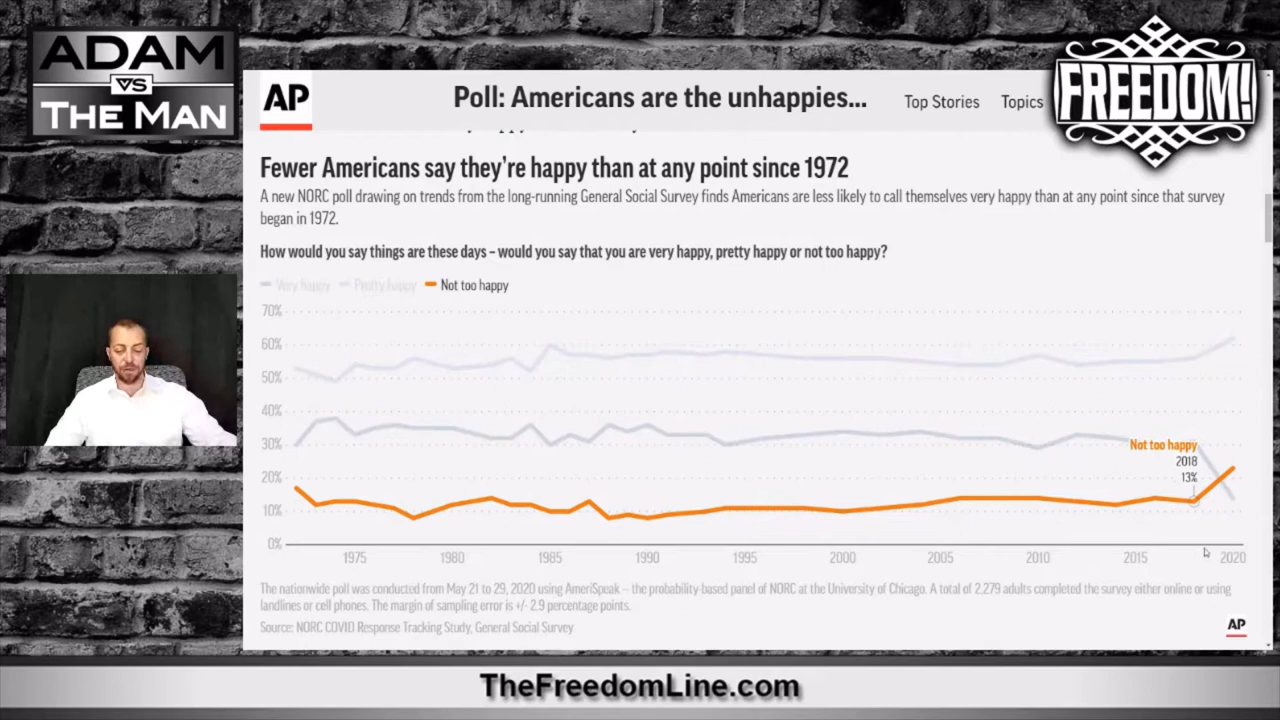 ADAM
VS
THE MAN
AP
Poll: Americans are the unhappies...
Top Stories
Topics
FREEDOM!
Fewer Americans say they're happy than at any point since 1972
A new NORC poll drawing on trends from the long-running General Social Survey finds Americans are less likely to call themselves very happy than at any point since that survey
began in 1972.
How would you say things are these days – would you say that you are very happy, pretty happy or not too happy?
Very happy Pretty happy Not too happy
70%
60%
50%
40%
30%
20%
10%
0%
Not too happy
2018
13%
1975 1980 1985 1990 1995 2000 2005 2010 2015 2020
The nationwide poll was conducted from May 21 to 29, 2020 using AmeriSpeak – the probability-based panel of NORC at the University of Chicago. A total of 2,279 adults completed the survey either online or using
landlines or cell phones. The margin of sampling error is +/- 2.9 percentage points.
Source: NORC COVID Response Tracking Study, General Social Survey
AP
TheFreedomLine.com